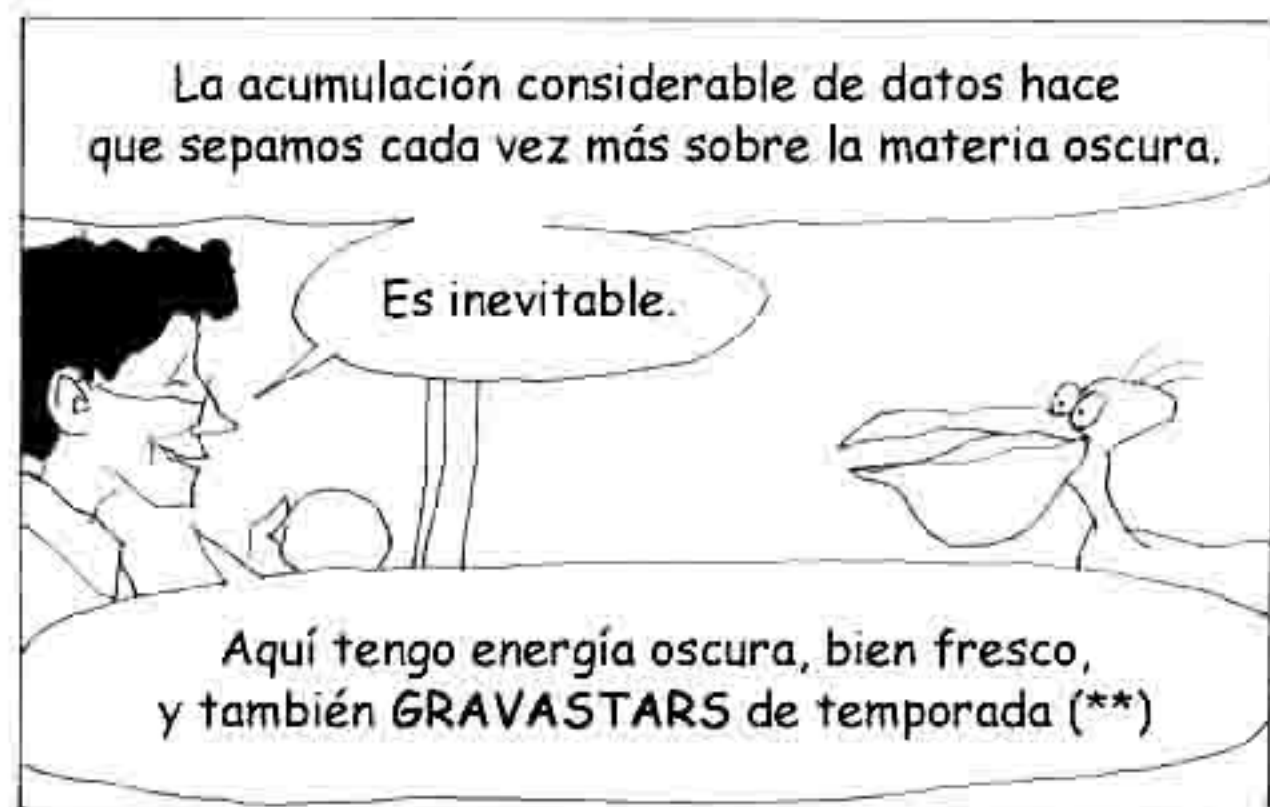 La acumulación considerable de datos hace
que sepamos cada vez más sobre la materia oscura.
Es inevitable.
Aquí tengo energía oscura, bien fresco,
y también GRAVASTARS de temporada (**)